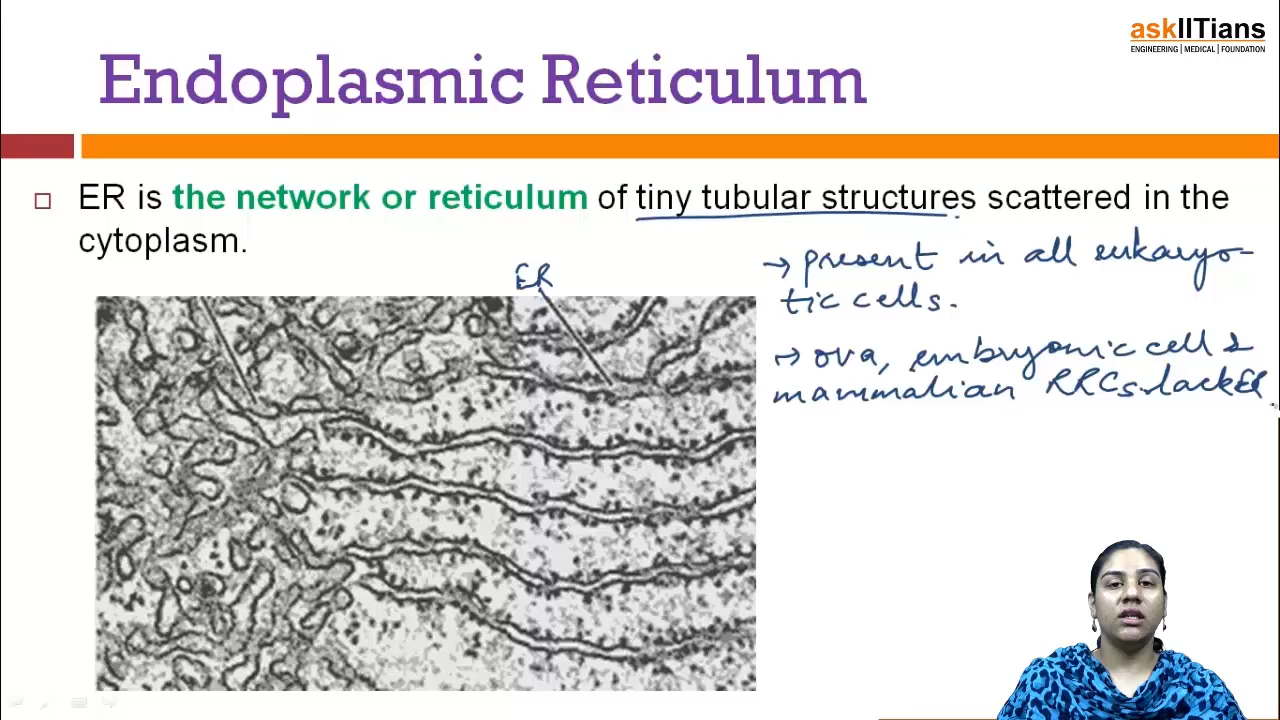 askIITians
ENGINEERING | MEDICAL | FOUNDATION
Endoplasmic Reticulum
ER is the network or reticulum of tiny tubular structures scattered in the
cytoplasm.
→ present in all eukaryo-
tic cells.
→ ova, embryonic cells &
mammalian RBCs lack ER.
ER